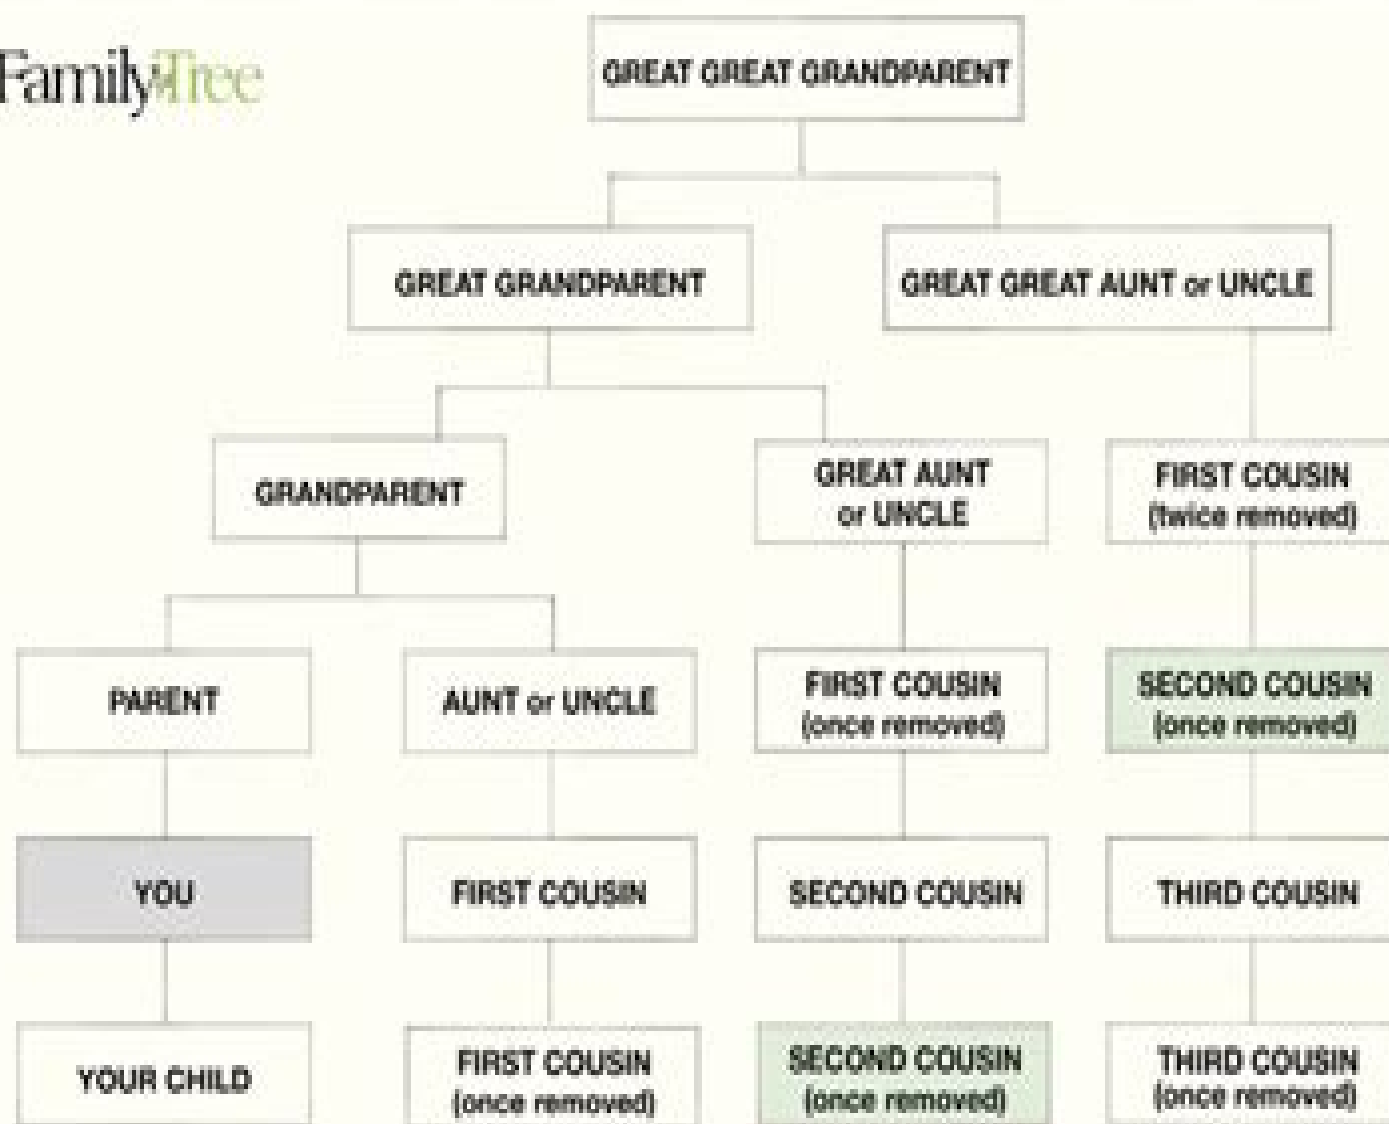 FamilyTree
GREAT GREAT GRANDPARENT
GREAT GRANDPARENT
GREAT GREAT AUNT or UNCLE
GRANDPARENT
GREAT AUNT
or UNCLE
FIRST COUSIN
(twice removed)
PARENT
AUNT or UNCLE
FIRST COUSIN
(once removed)
SECOND COUSIN
(once removed)
YOU
FIRST COUSIN
SECOND COUSIN
THIRD COUSIN
YOUR CHILD
FIRST COUSIN
(once removed)
SECOND COUSIN
(once removed)
THIRD COUSIN
(once removed)